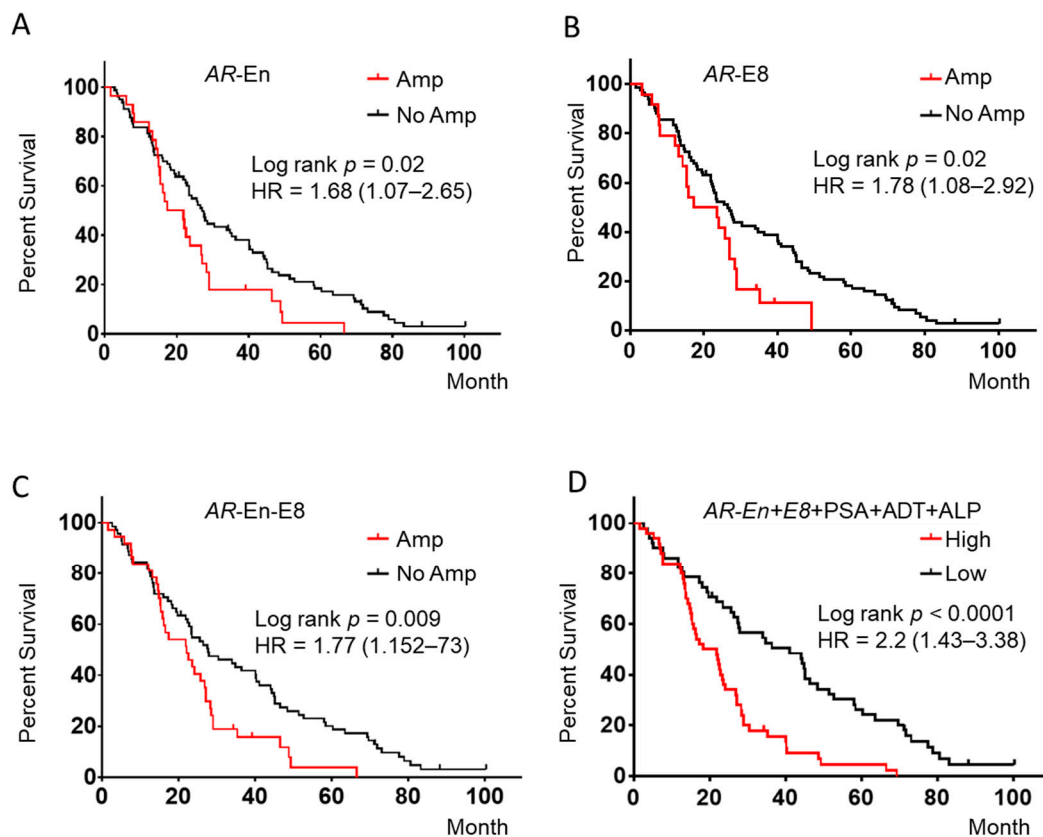 A
AR-En
Amp
No Amp
Log rank p = 0.02
HR = 1.68 (1.07–2.65)
Percent Survival
100
80
60
40
20
0
0 20 40 60 80 100
Month
B
AR-E8
Amp
No Amp
Log rank p = 0.02
HR = 1.78 (1.08–2.92)
Percent Survival
100
80
60
40
20
0
0 20 40 60 80 100
Month
C
AR-En-E8
Amp
No Amp
Log rank p = 0.009
HR = 1.77 (1.152–73)
Percent Survival
100
80
60
40
20
0
0 20 40 60 80 100
Month
D
AR-En+E8+PSA+ADT+ALP
High
Low
Log rank p < 0.0001
HR = 2.2 (1.43–3.38)
Percent Survival
100
80
60
40
20
0
0 20 40 60 80 100
Month